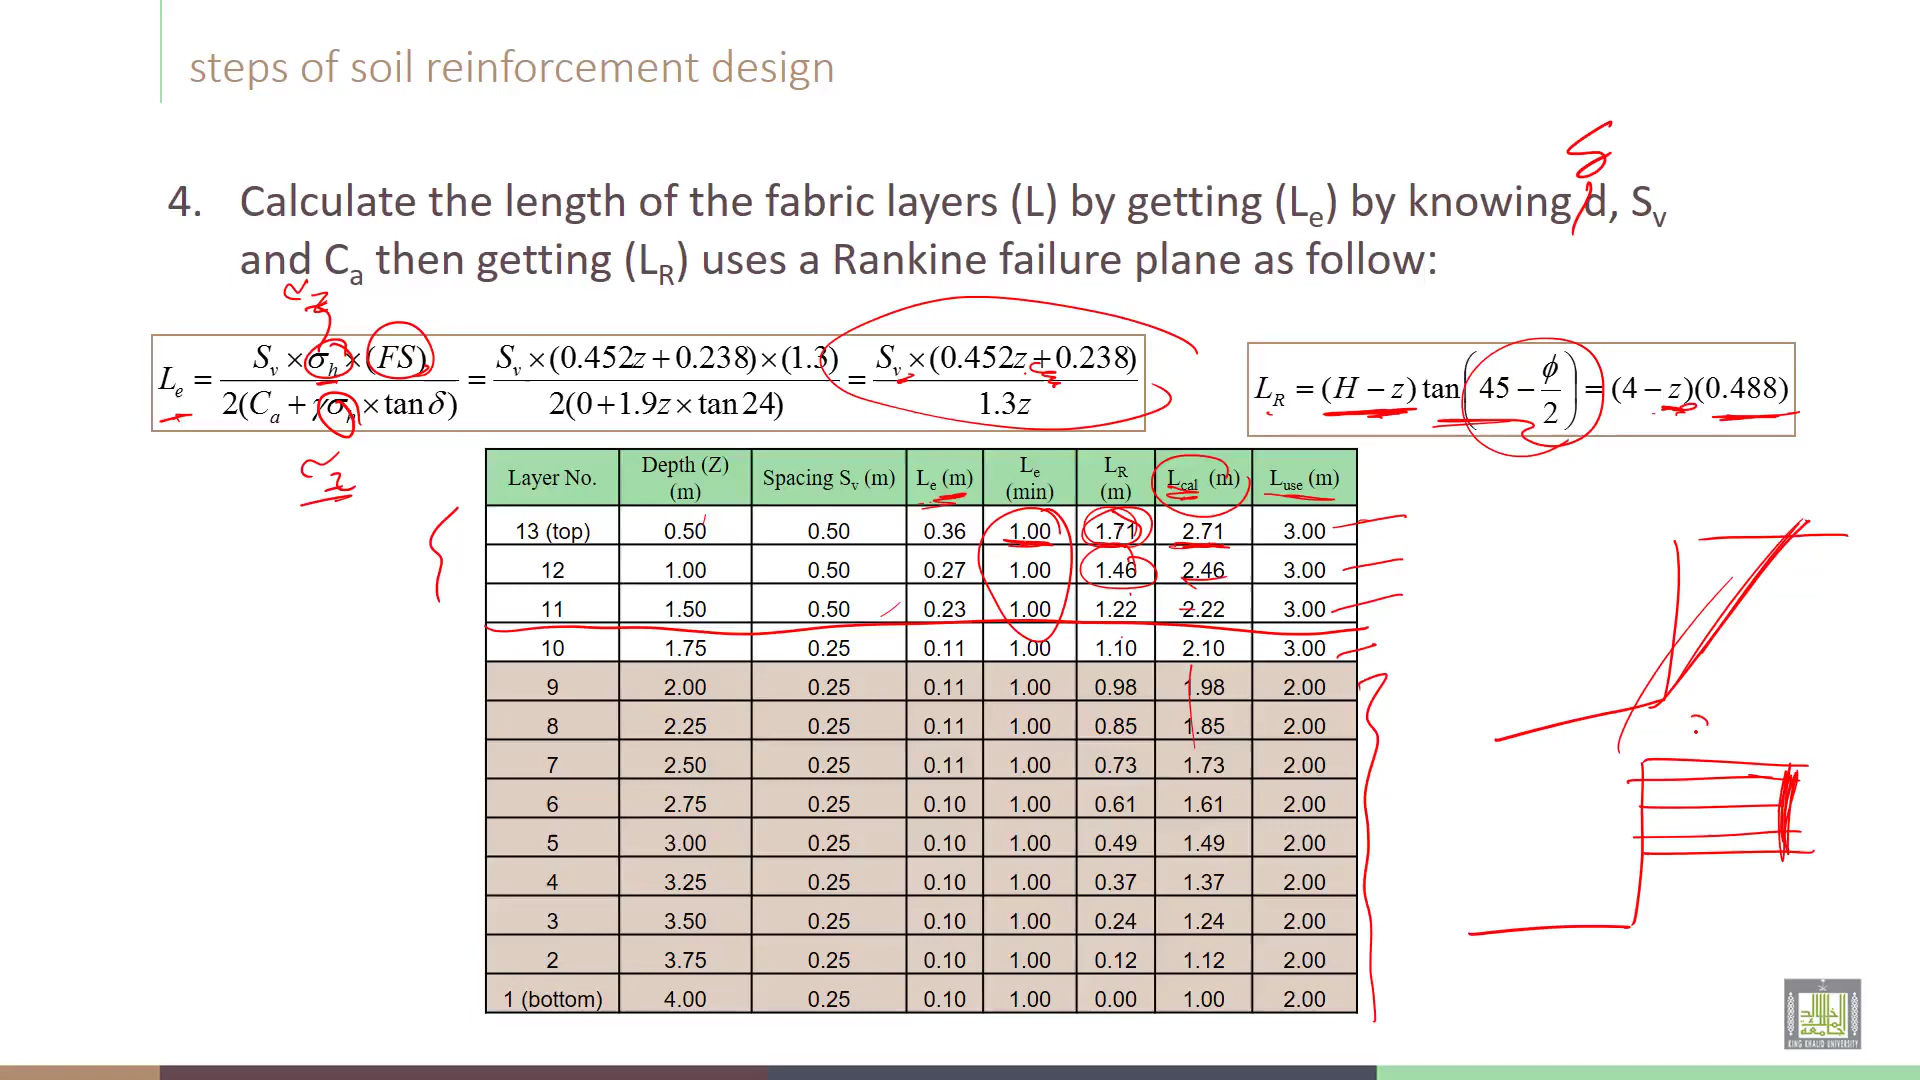 steps of soil reinforcement design
4. Calculate the length of the fabric layers (L) by getting (Le) by knowing d, Sv
and Ca then getting (LR) uses a Rankine failure plane as follow:
Le = Sv × σh × (FS) / 2(Ca + γσh × tan δ) = Sv × (0.452z + 0.238) × (1.3) / 2(0 + 1.9z × tan 24) = Sv × (0.452z + 0.238) / 1.3z
LR = (H − z) tan(45 − ϕ/2) = (4 − z)(0.488)
Layer No. Depth (Z) (m) Spacing Sv (m) Le (m) Le (min) LR (m) Lcal (m) Luse (m)
13 (top) 0.50 0.50 0.36 1.00 1.71 2.71 3.00
12 1.00 0.50 0.27 1.00 1.46 2.46 3.00
11 1.50 0.50 0.23 1.00 1.22 2.22 3.00
10 1.75 0.25 0.11 1.00 1.10 2.10 3.00
9 2.00 0.25 0.11 1.00 0.98 1.98 2.00
8 2.25 0.25 0.11 1.00 0.85 1.85 2.00
7 2.50 0.25 0.11 1.00 0.73 1.73 2.00
6 2.75 0.25 0.10 1.00 0.61 1.61 2.00
5 3.00 0.25 0.10 1.00 0.49 1.49 2.00
4 3.25 0.25 0.10 1.00 0.37 1.37 2.00
3 3.50 0.25 0.10 1.00 0.24 1.24 2.00
2 3.75 0.25 0.10 1.00 0.12 1.12 2.00
1 (bottom) 4.00 0.25 0.10 1.00 0.00 1.00 2.00
KING KHALID UNIVERSITY